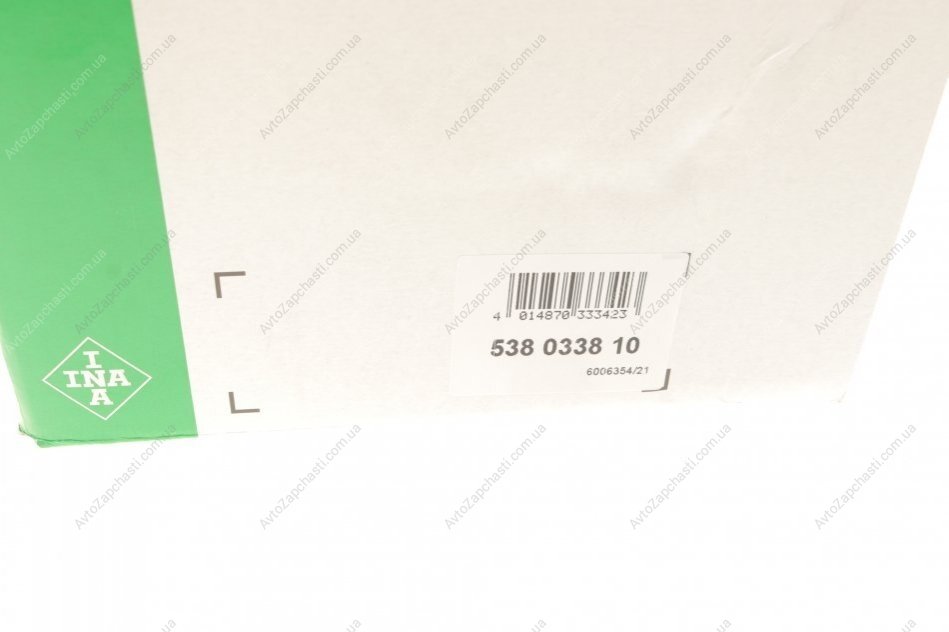 4 014870 333423
538 0338 10
6006354/21
I
INA
A
AvtoZapchasti.com.ua